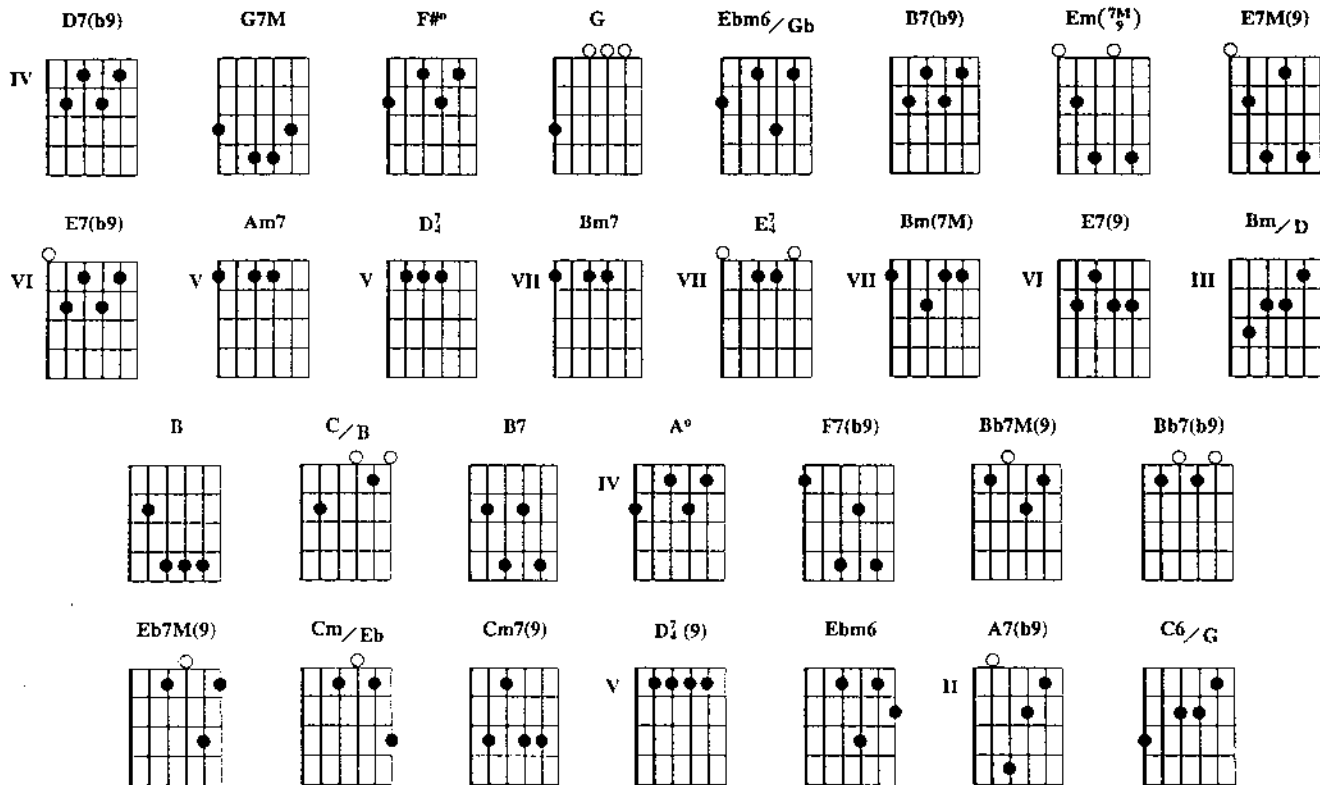 D7(b9) G7M F#º G Ebm6/Gb B7(b9) Em(7M 9) E7M(9)
IV
E7(b9) Am7 D7 4 Bm7 E7 4 Bm(7M) E7(9) Bm/D
VI V V VII VII VII VI III
B C/B B7 Aº F7(b9) Bb7M(9) Bb7(b9)
IV
Eb7M(9) Cm/Eb Cm7(9) D7 4 (9) Ebm6 A7(b9) C6/G
V II